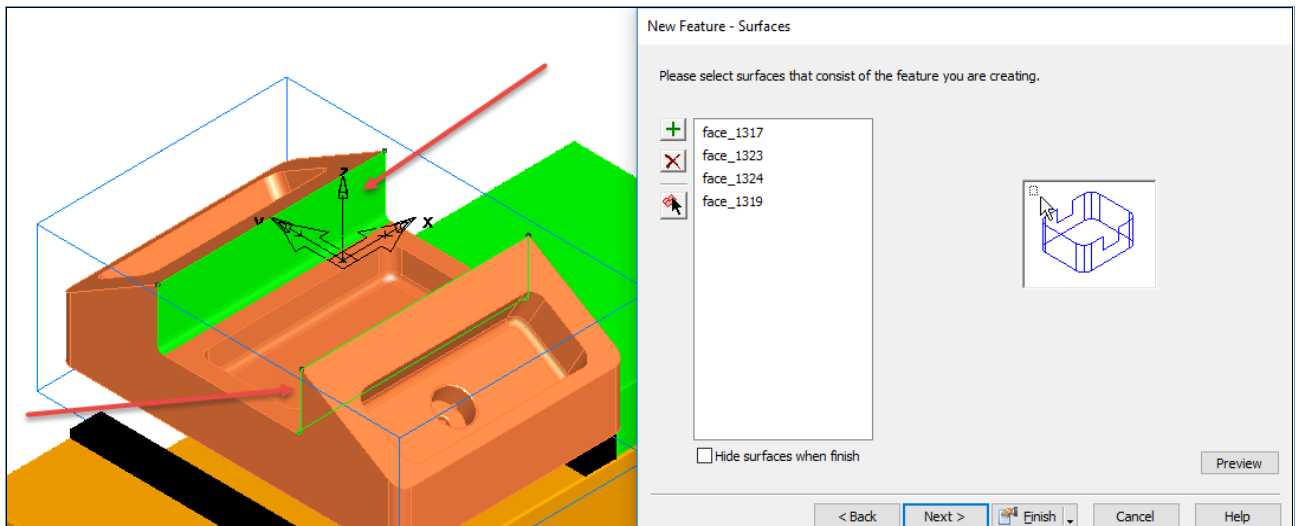 New Feature - Surfaces
Please select surfaces that consist of the feature you are creating.
face_1317
face_1323
face_1324
face_1319
Z
Y
X
Hide surfaces when finish
Preview
< Back
Next >
Finish
Cancel
Help